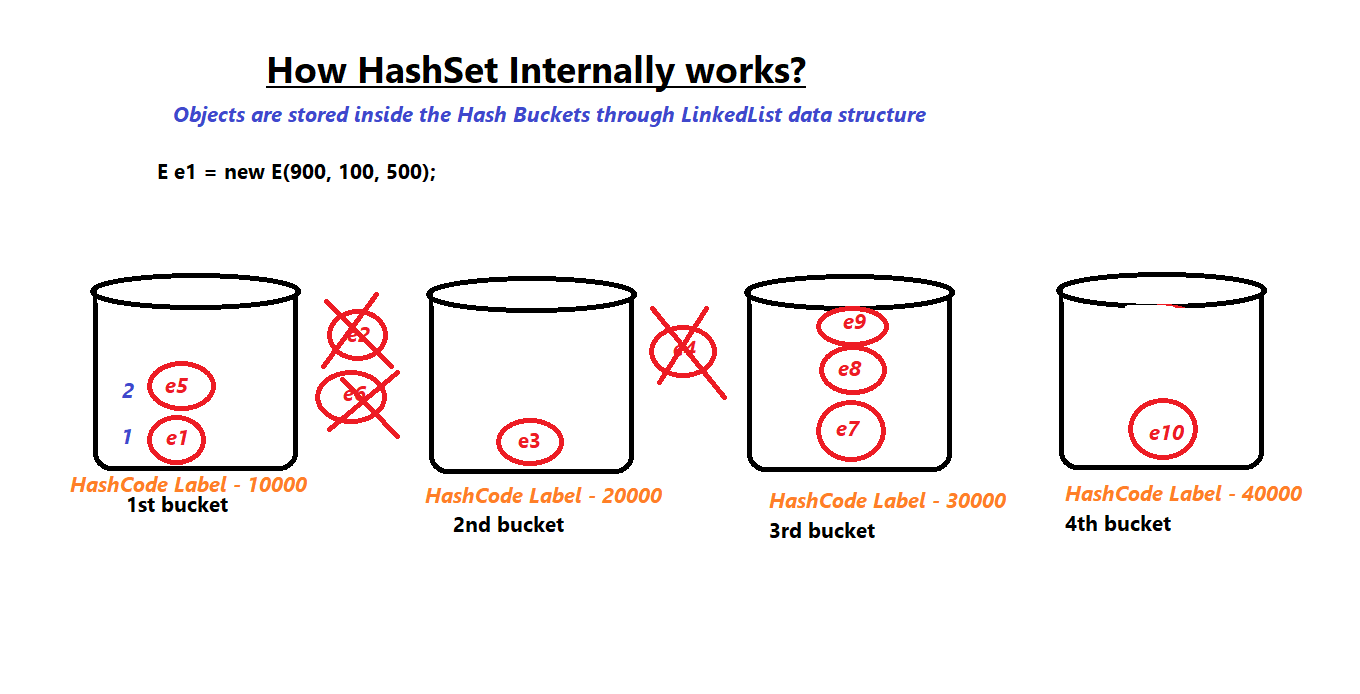 How HashSet Internally works?
Objects are stored inside the Hash Buckets through LinkedList data structure
E e1 = new E(900, 100, 500);
2
e5
1
e1
HashCode Label - 10000
1st bucket
e2
e6
e3
HashCode Label - 20000
2nd bucket
e4
e9
e8
e7
HashCode Label - 30000
3rd bucket
e10
HashCode Label - 40000
4th bucket